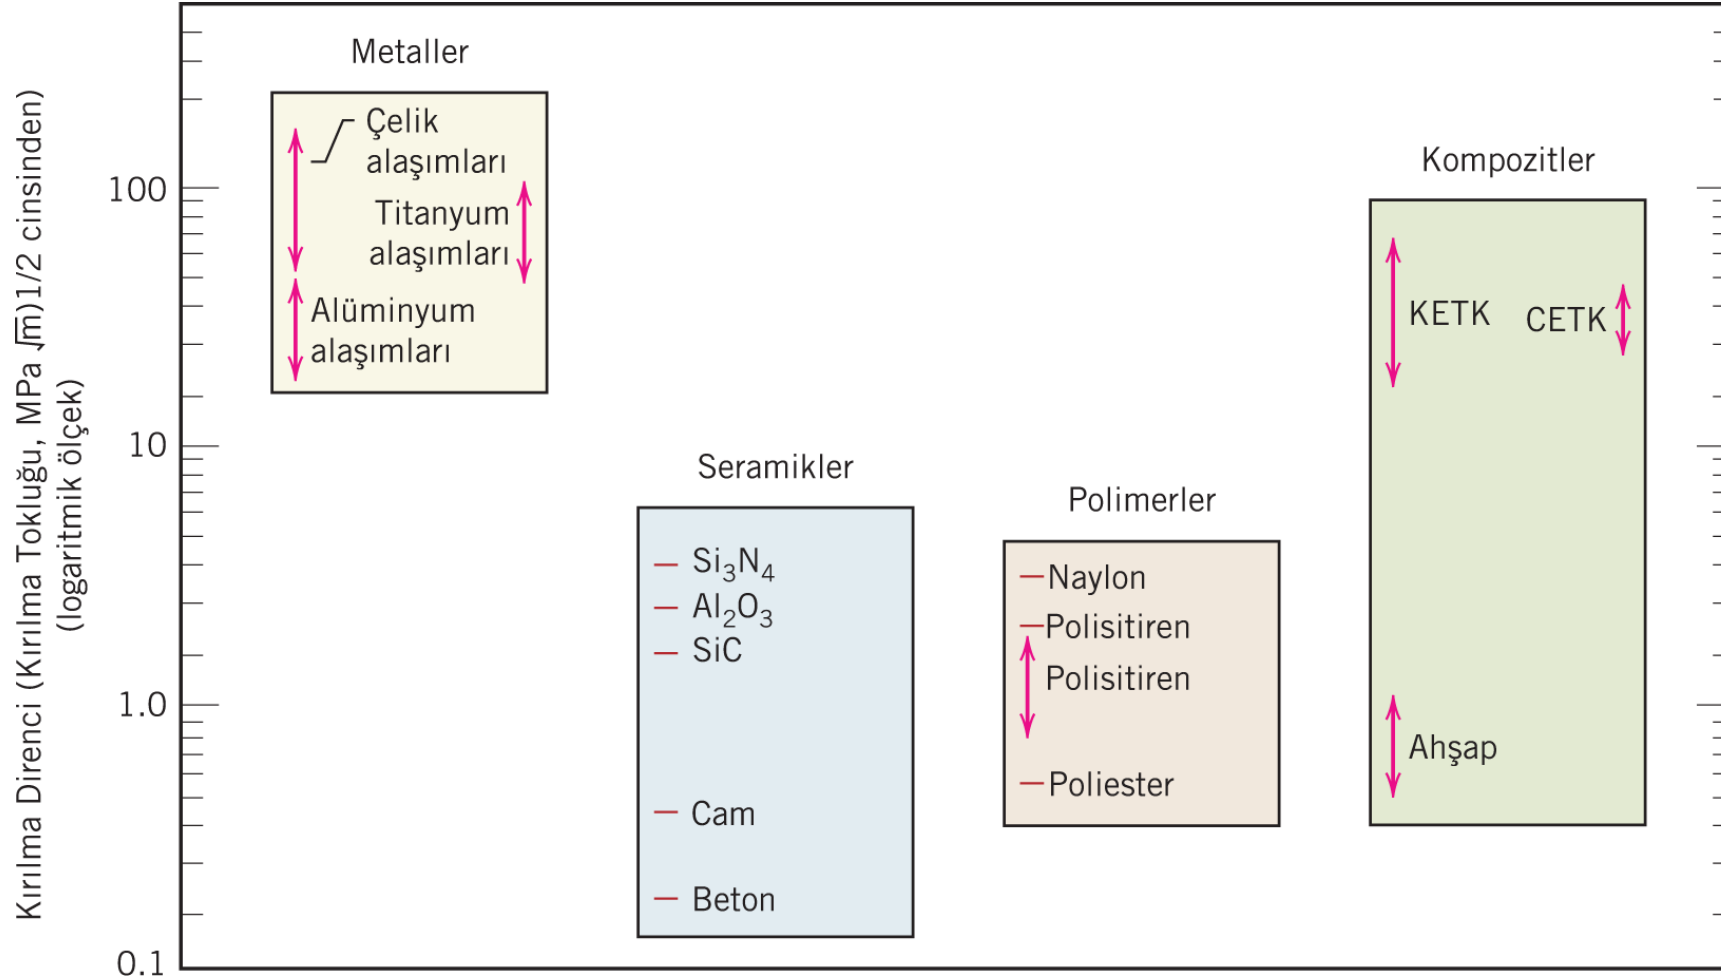 Kırılma Direnci (Kırılma Tokluğu, MPa √m)1/2 cinsinden)
(logaritmik ölçek)
100
10
1.0
0.1
Metaller
Çelik
alaşımları
Titanyum
alaşımları
Alüminyum
alaşımları
Seramikler
Si₃N₄
Al₂O₃
SiC
Cam
Beton
Polimerler
Naylon
Polisitiren
Polisitiren
Poliester
Kompozitler
KETK
CETK
Ahşap